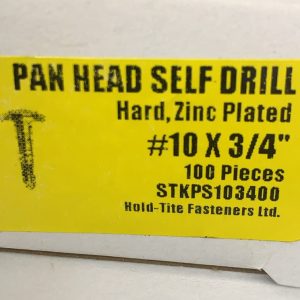 PAN HEAD SELF DRILL
Hard, Zinc Plated
#10 X 3/4"
100 Pieces
STKPS103400
Hold-Tite Fasteners Ltd.